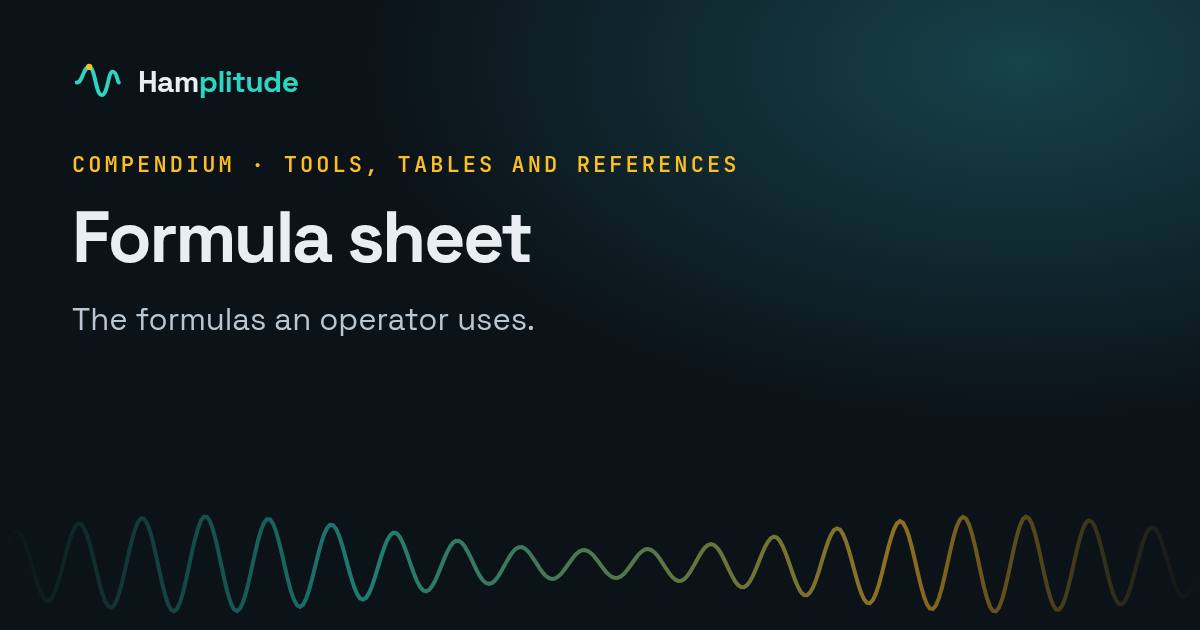 Hamplitude
COMPENDIUM · TOOLS, TABLES AND REFERENCES
Formula sheet
The formulas an operator uses.